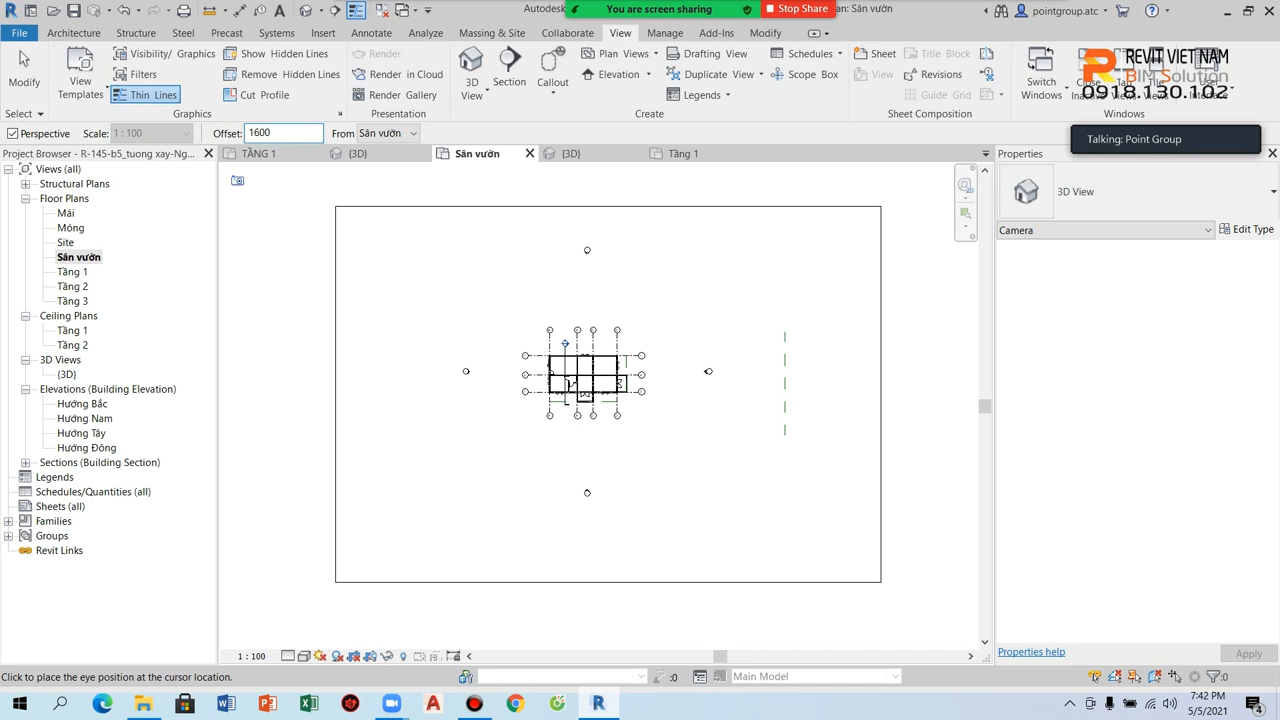 Autodesk
You are screen sharing
Stop Share
an: Sân vườn
pointgroup.atc
File
Architecture
Structure
Steel
Precast
Systems
Insert
Annotate
Analyze
Massing & Site
Collaborate
View
Manage
Add-Ins
Modify
Modify
View Templates
Visibility/ Graphics
Filters
Thin Lines
Show Hidden Lines
Remove Hidden Lines
Cut Profile
Render
Render in Cloud
Render Gallery
3D View
Section
Callout
Plan Views
Elevation
Drafting View
Duplicate View
Legends
Schedules
Scope Box
Sheet
View
Title Block
Revisions
Guide Grid
Switch Windows
REVIT VIETNAM
BIM Solution
0918.130.102
Select
Graphics
Presentation
Create
Sheet Composition
Windows
Perspective
Scale: 1 : 100
Offset: 1600
From Sân vườn
Talking: Point Group
Project Browser - R-145-b5_tuong xay-Ng...
TẦNG 1
{3D}
Sân vườn
{3D}
Tầng 1
Properties
Views (all)
Structural Plans
Floor Plans
Mái
Móng
Site
Sân vườn
Tầng 1
Tầng 2
Tầng 3
Ceiling Plans
Tầng 1
Tầng 2
3D Views
{3D}
Elevations (Building Elevation)
Hướng Bắc
Hướng Nam
Hướng Tây
Hướng Đông
Sections (Building Section)
Legends
Schedules/Quantities (all)
Sheets (all)
Families
Groups
Revit Links
3D View
Camera
Edit Type
Properties help
Apply
1 : 100
Click to place the eye position at the cursor location.
:0
Main Model
:0
7:42 PM
5/5/2021
4